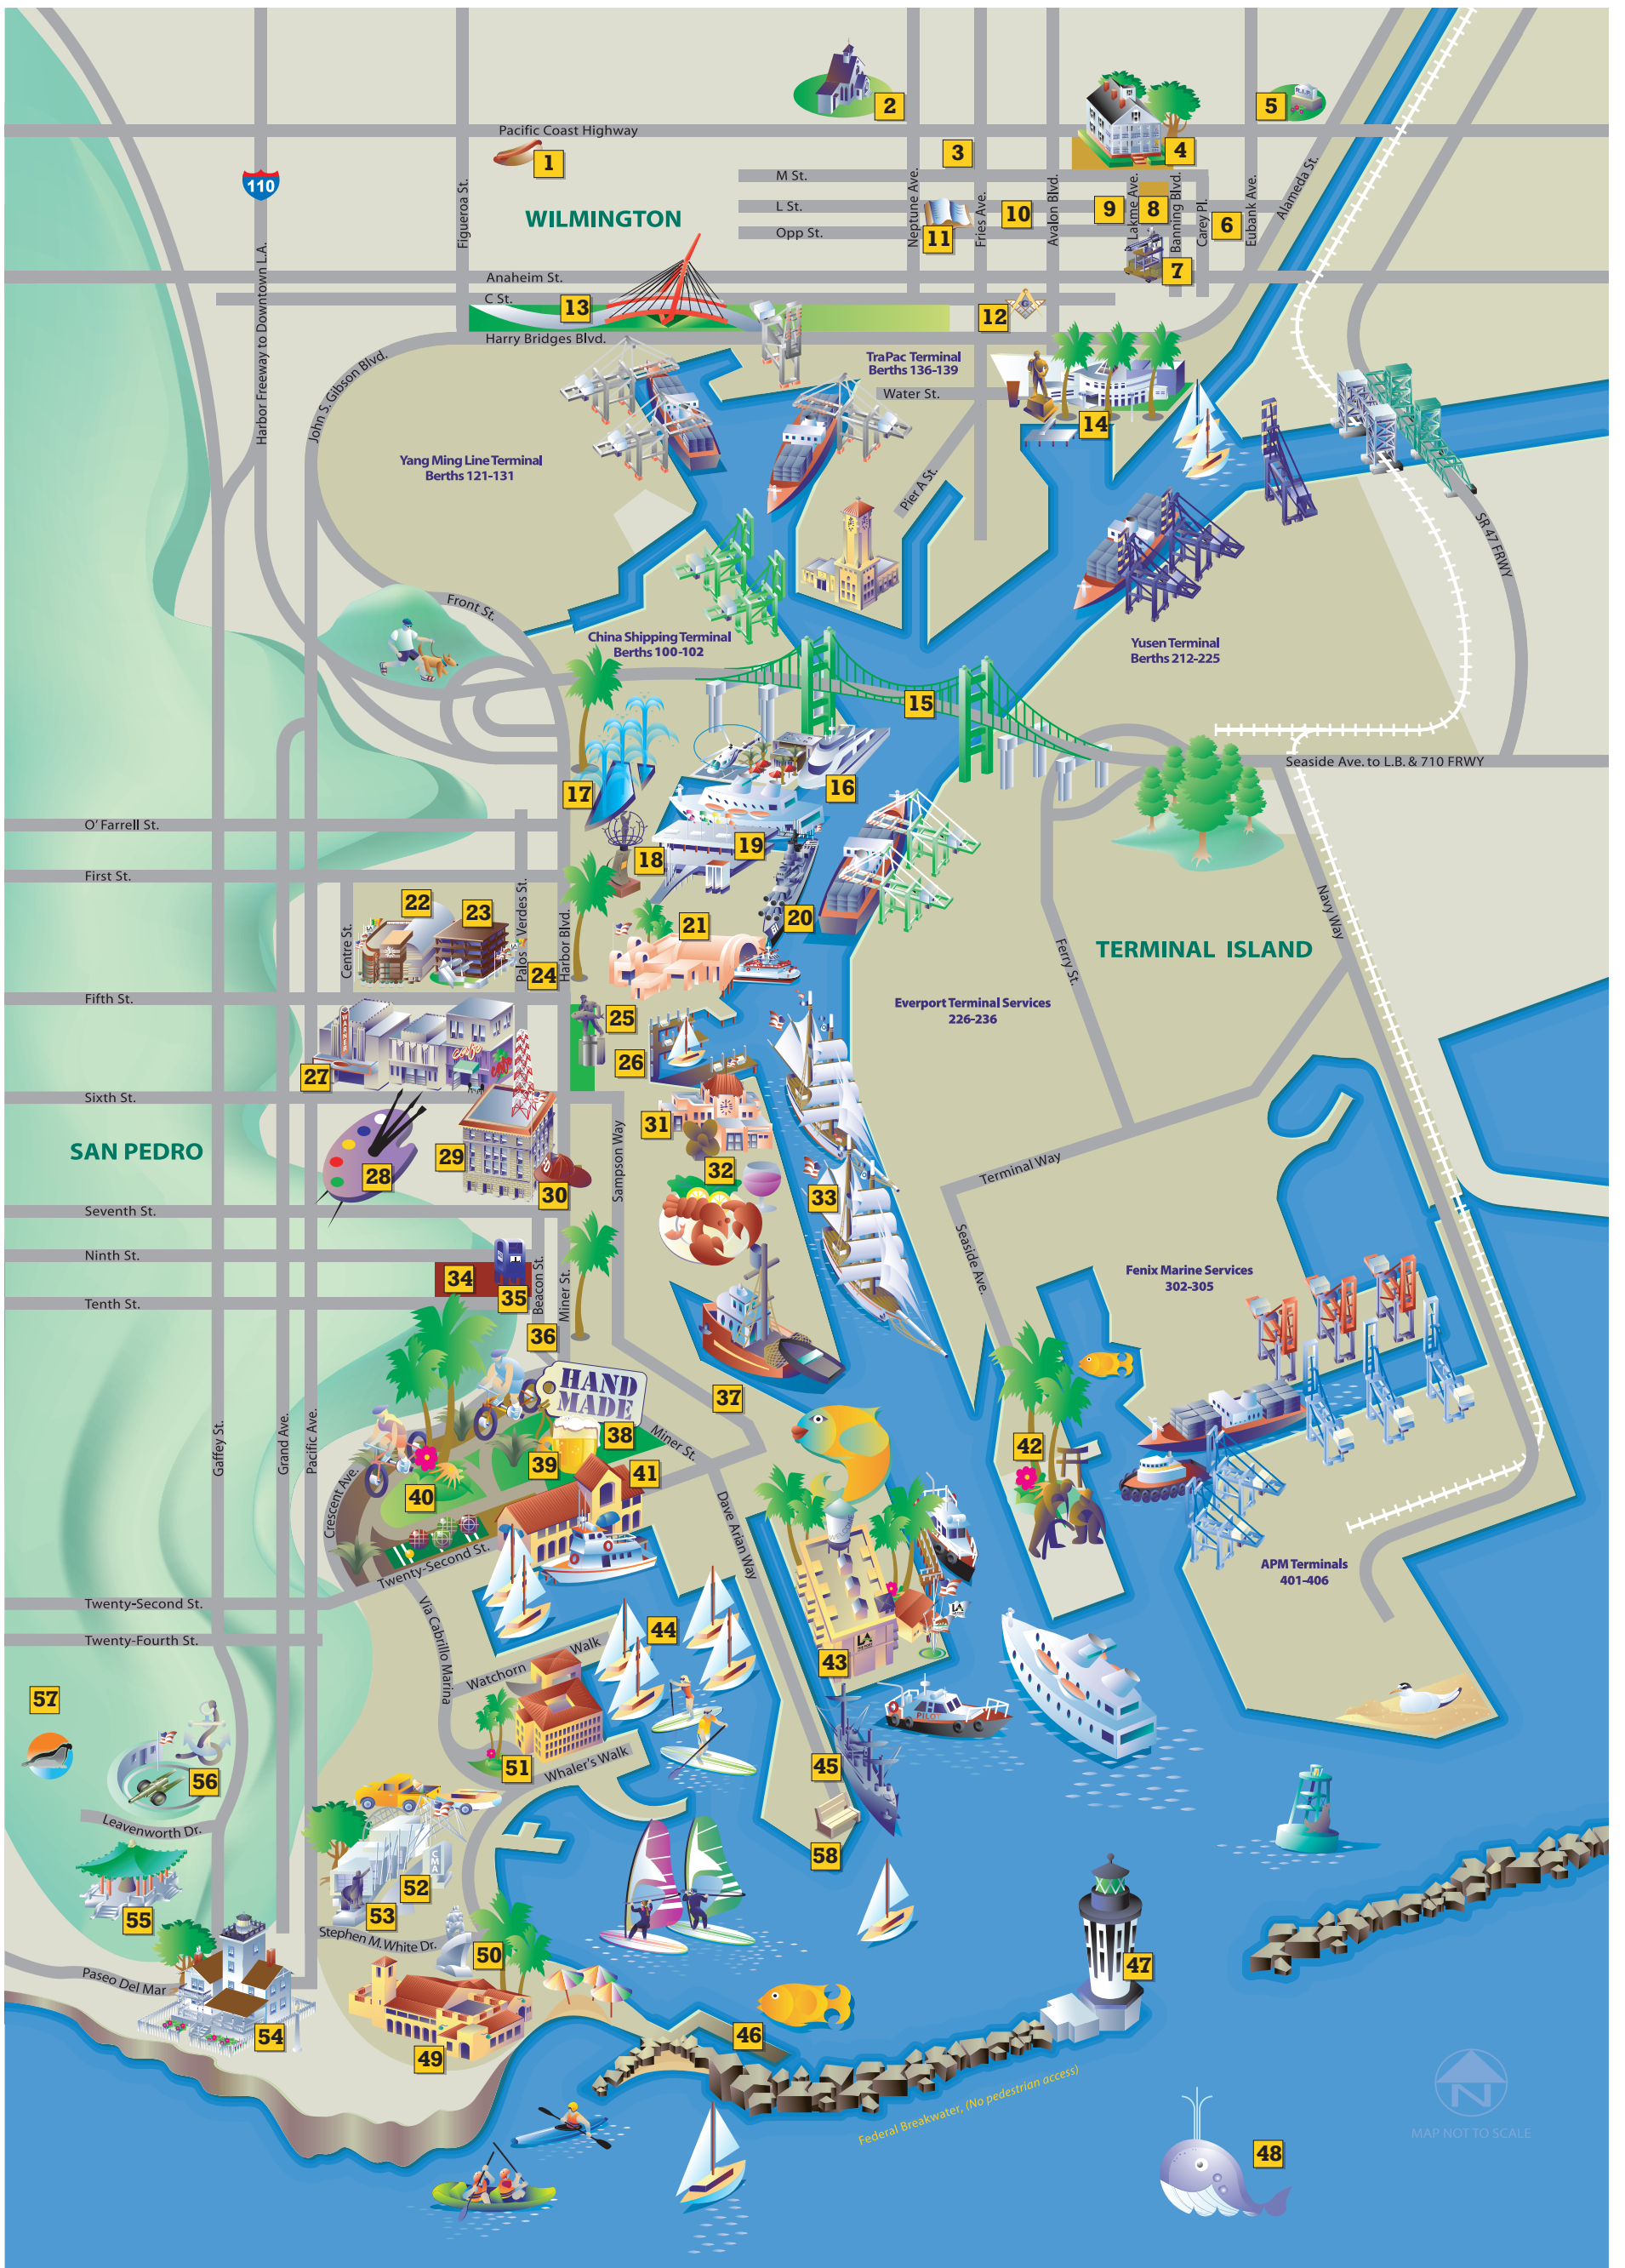 2
5
4
Pacific Coast Highway
1
3
110
M St.
Figueroa St.
WILMINGTON
L St.
Opp St.
Neptune Ave.
11
Fries Ave.
10
Avalon Blvd.
9
Lakme Ave.
8
Banning Blvd.
Carey Pl.
6
Eubank Ave.
Alameda St.
7
Anaheim St.
C St.
13
12
G
Harry Bridges Blvd.
Harbor Freeway to Downtown L.A.
John S. Gibson Blvd.
TraPac Terminal
Berths 136-139
Water St.
14
Yang Ming Line Terminal
Berths 121-131
Pier A St.
SR 47 FRWY
Front St.
China Shipping Terminal
Berths 100-102
Yusen Terminal
Berths 212-225
15
Seaside Ave. to L.B. & 710 FRWY
16
17
O'Farrell St.
18
19
First St.
22
23
20
21
Centre St.
Palos Verdes St.
Harbor Blvd.
24
Navy Way
TERMINAL ISLAND
Ferry St.
Fifth St.
Everport Terminal Services
226-236
WARNER
25
26
27
Sixth St.
SAN PEDRO
28
29
30
31
32
33
Sampson Way
Terminal Way
Seventh St.
Ninth St.
34
35
Tenth St.
Beacon St.
Miner St.
36
Seaside Ave.
Fenix Marine Services
302-305
HAND
MADE
37
38
39
Miner St.
40
41
42
Gaffey St.
Grand Ave.
Pacific Ave.
Crescent Ave.
Twenty-Second St.
Dave Arian Way
APM Terminals
401-406
Twenty-Second St.
Twenty-Fourth St.
Via Cabrillo Marina
Watchorn Walk
44
LA
LA
43
57
56
51
Whaler's Walk
PILOT
45
58
Leavenworth Dr.
CMA
52
53
55
Stephen M. White Dr.
50
47
Paseo Del Mar
54
49
46
Federal Breakwater, (No pedestrian access)
N
MAP NOT TO SCALE
48